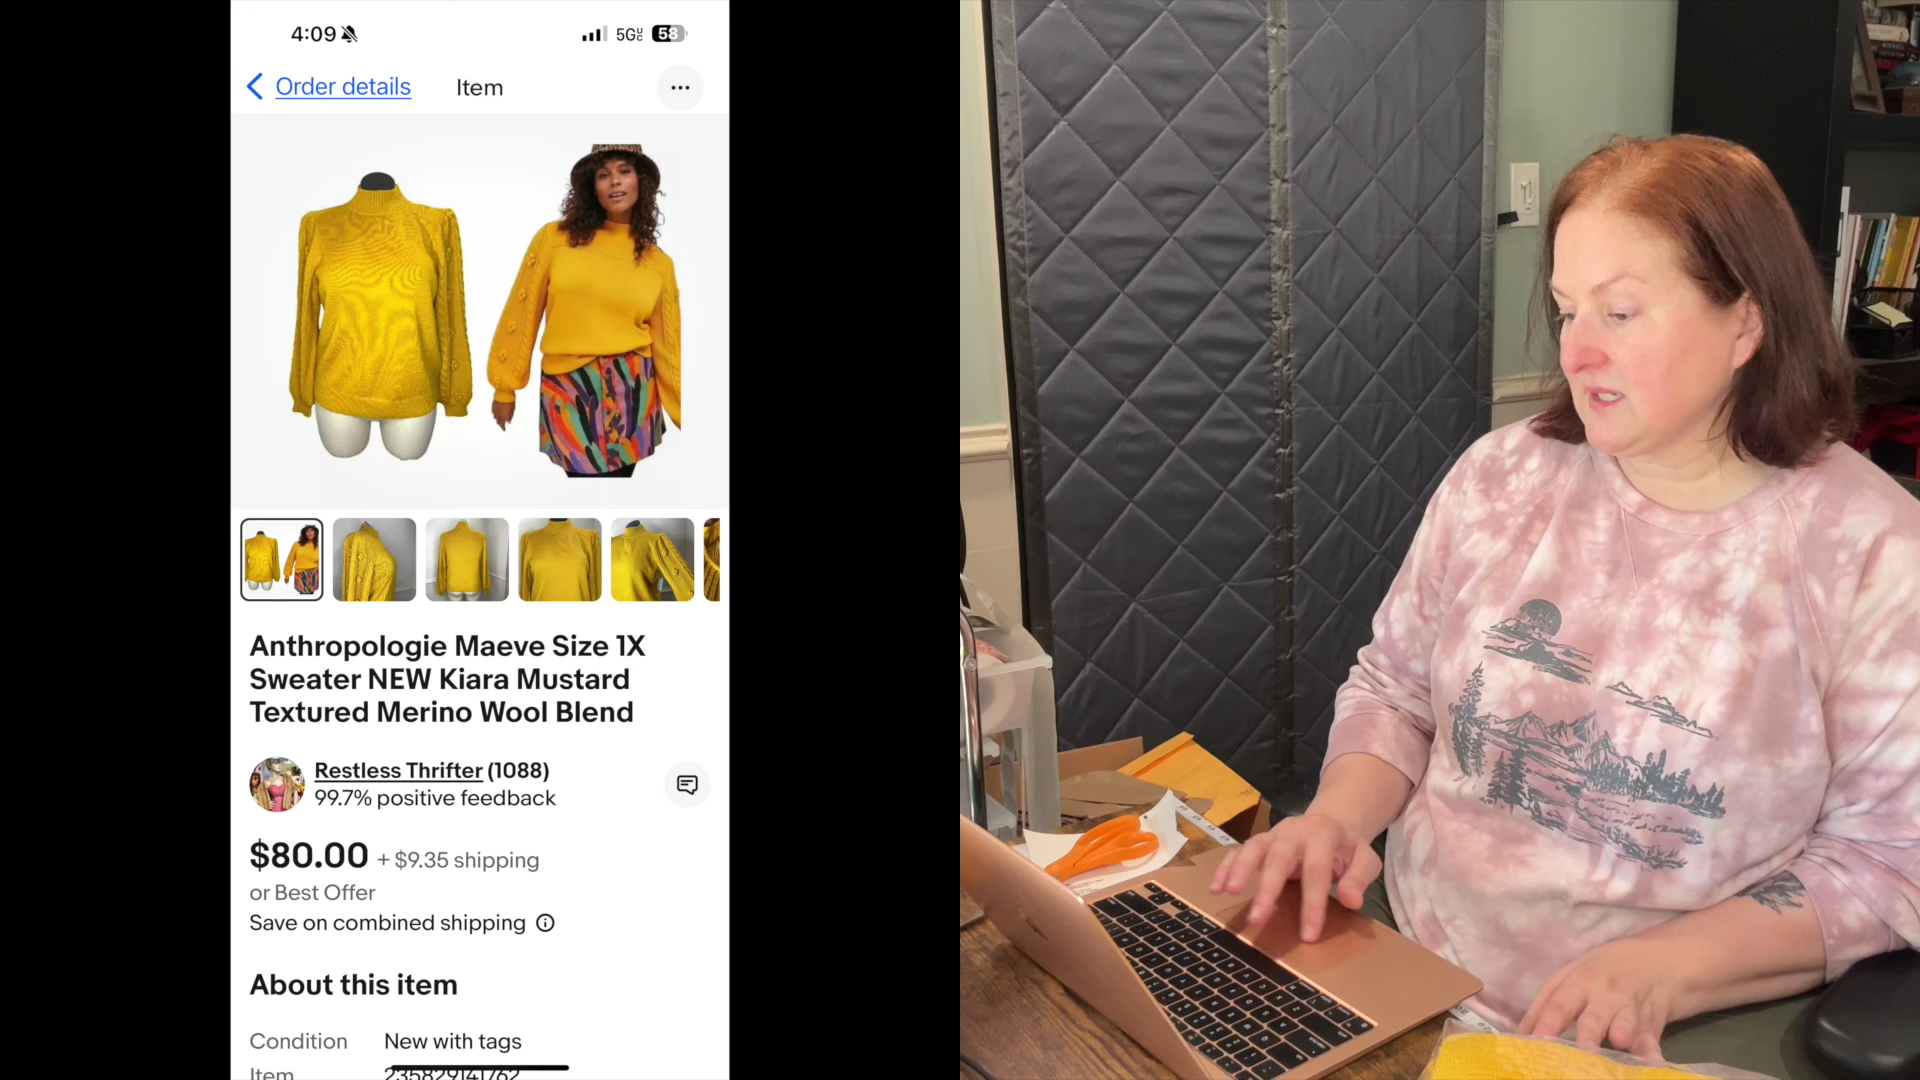 4:09
5G
58
Order details
Item
Anthropologie Maeve Size 1X
Sweater NEW Kiara Mustard
Textured Merino Wool Blend
Restless Thrifter (1088)
99.7% positive feedback
$80.00 + $9.35 shipping
or Best Offer
Save on combined shipping
About this item
Condition New with tags
Item 235829141762